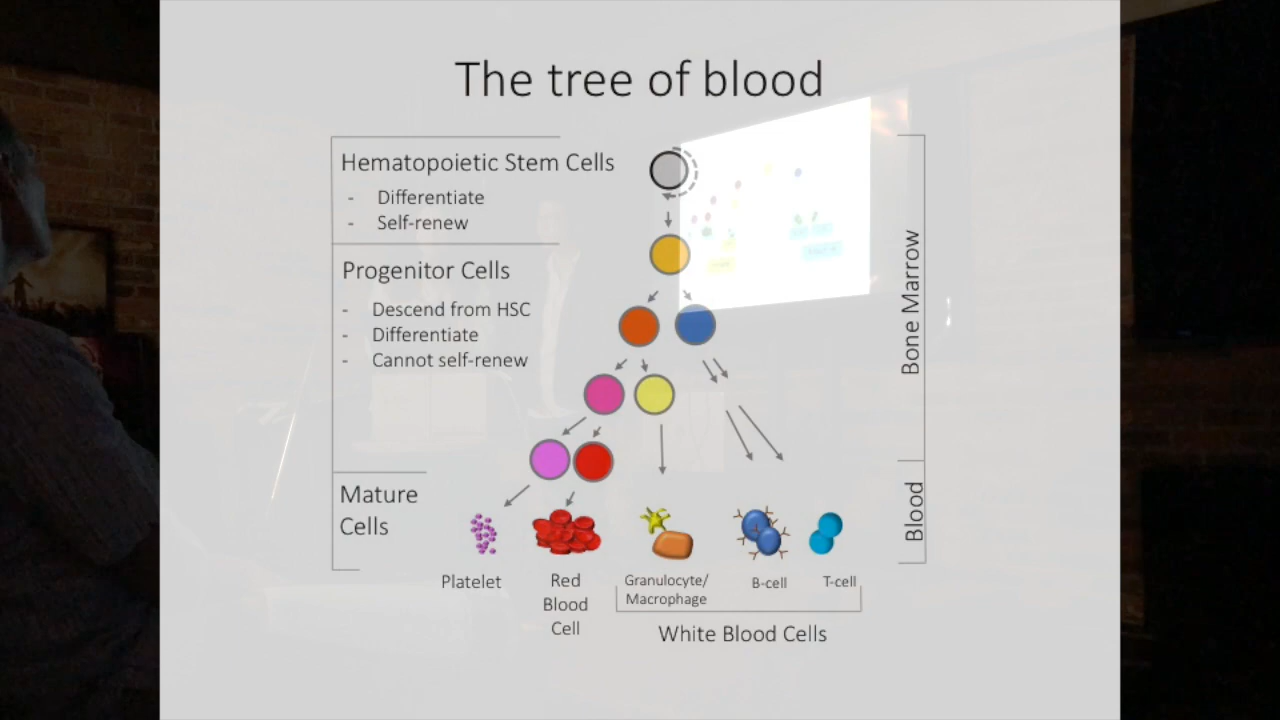 The tree of blood
Hematopoietic Stem Cells
- Differentiate
- Self-renew
Progenitor Cells
- Descend from HSC
- Differentiate
- Cannot self-renew
Mature
Cells
Bone Marrow
Blood
Platelet
Red
Blood
Cell
Granulocyte/
Macrophage
B-cell
T-cell
White Blood Cells